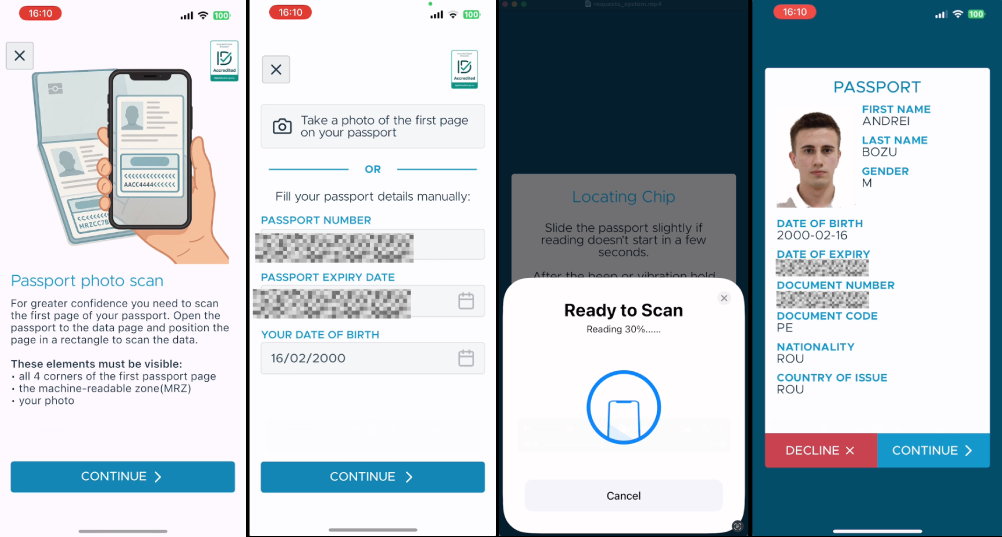 16:10
100
Accredited
AACC4444<<<<<<
Passport photo scan
For greater confidence you need to scan
the first page of your passport. Open the
passport to the data page and position the
page in a rectangle to scan the data.
These elements must be visible:
• all 4 corners of the first passport page
• the machine-readable zone(MRZ)
• your photo
CONTINUE
16:10
100
Accredited
Take a photo of the first page
on your passport
OR
Fill your passport details manually:
PASSPORT NUMBER
PASSPORT EXPIRY DATE
YOUR DATE OF BIRTH
16/02/2000
CONTINUE
Locating Chip
Slide the passport slightly if
reading doesn't start in a few
seconds.
After the beep or vibration hold
Ready to Scan
Reading 30%......
Cancel
16:10
100
PASSPORT
FIRST NAME
ANDREI
LAST NAME
BOZU
GENDER
M
DATE OF BIRTH
2000-02-16
DATE OF EXPIRY
DOCUMENT NUMBER
DOCUMENT CODE
PE
NATIONALITY
ROU
COUNTRY OF ISSUE
ROU
DECLINE
CONTINUE